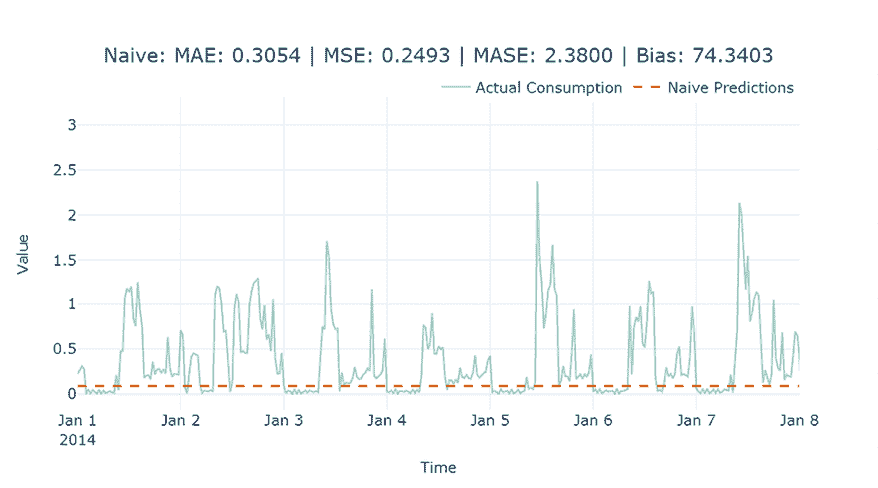 Naive: MAE: 0.3054 | MSE: 0.2493 | MASE: 2.3800 | Bias: 74.3403
Actual Consumption Naive Predictions
3
2.5
2
1.5
1
0.5
0
Value
Jan 1 Jan 2 Jan 3 Jan 4 Jan 5 Jan 6 Jan 7 Jan 8
2014
Time